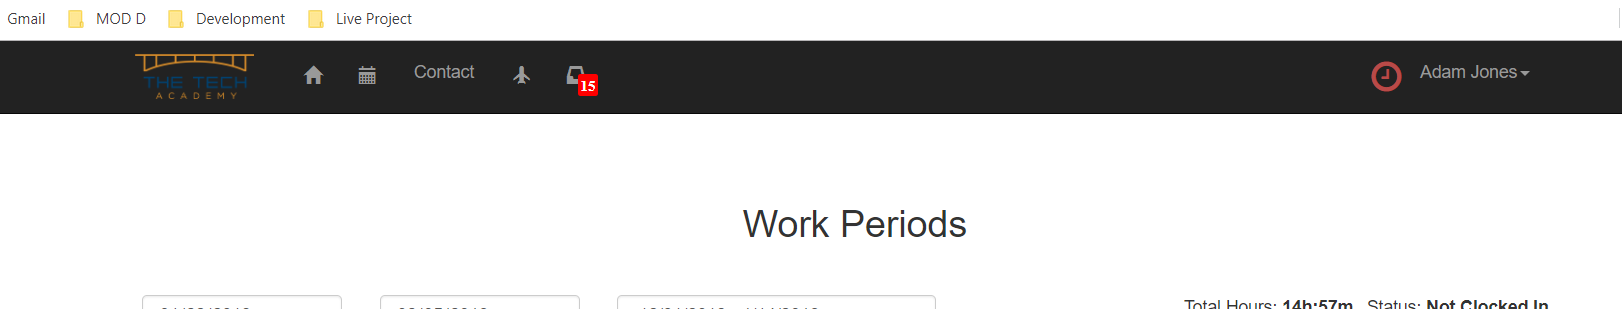 Gmail MOD D Development Live Project
THE TECH
ACADEMY
Contact 15 Adam Jones
Work Periods
Total Hours: 14h:57m Status: Not Clocked In